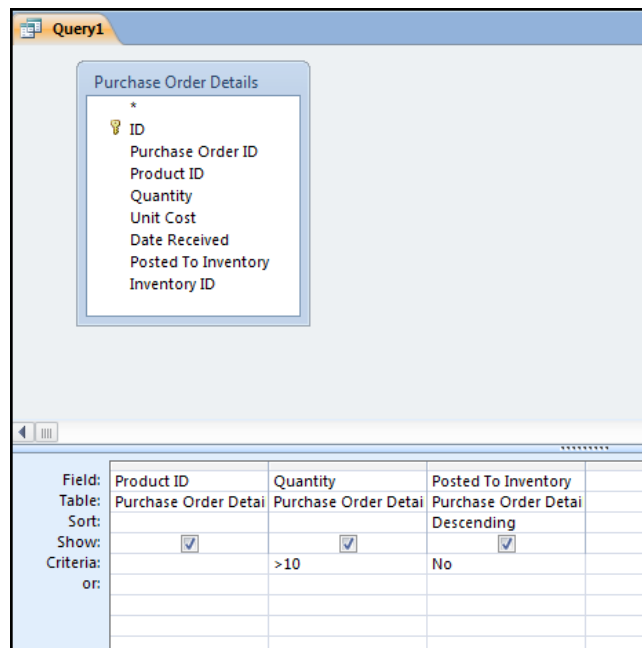 Query1
Purchase Order Details
*
ID
Purchase Order ID
Product ID
Quantity
Unit Cost
Date Received
Posted To Inventory
Inventory ID
Field: Product ID Quantity Posted To Inventory
Table: Purchase Order Detai Purchase Order Detai Purchase Order Detai
Sort: Descending
Show:
Criteria: >10 No
or: